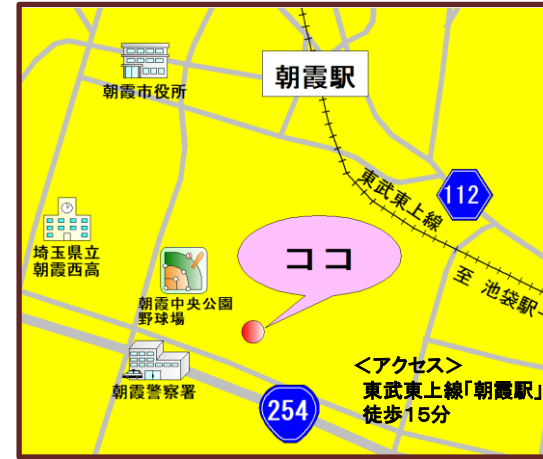 朝霞駅
朝霞市役所
東武東上線
112
埼玉県立
朝霞西高
ココ
至 池袋駅
朝霞中央公園
野球場
朝霞警察署
254
＜アクセス＞
東武東上線「朝霞駅」
徒歩15分